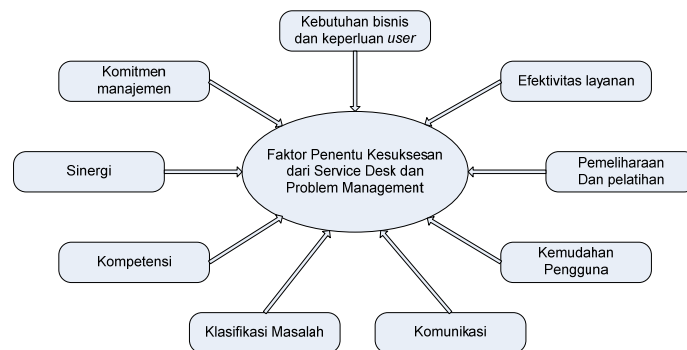 Kebutuhan bisnis
dan keperluan user
Komitmen
manajemen
Efektivitas layanan
Faktor Penentu Kesuksesan
dari Service Desk dan
Problem Management
Sinergi
Pemeliharaan
Dan pelatihan
Kompetensi
Kemudahan
Pengguna
Klasifikasi Masalah
Komunikasi